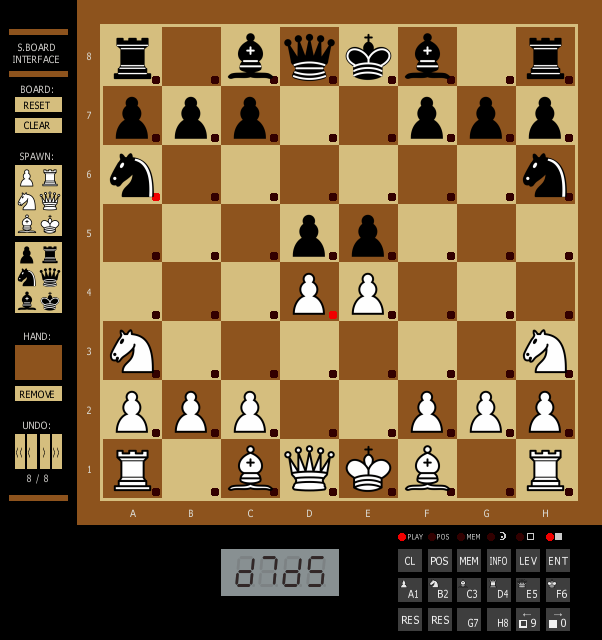 S.BOARD
INTERFACE
BOARD:
RESET
CLEAR
SPAWN:
HAND:
REMOVE
UNDO:
⟨⟨ ⟨ ⟩ ⟩⟩
8 / 8
8
7
6
5
4
3
2
1
A B C D E F G H
d7d5
PLAY POS MEM
CL POS MEM INFO LEV ENT
A1 B2 C3 D4 E5 F6
RES RES G7 H8 9 0